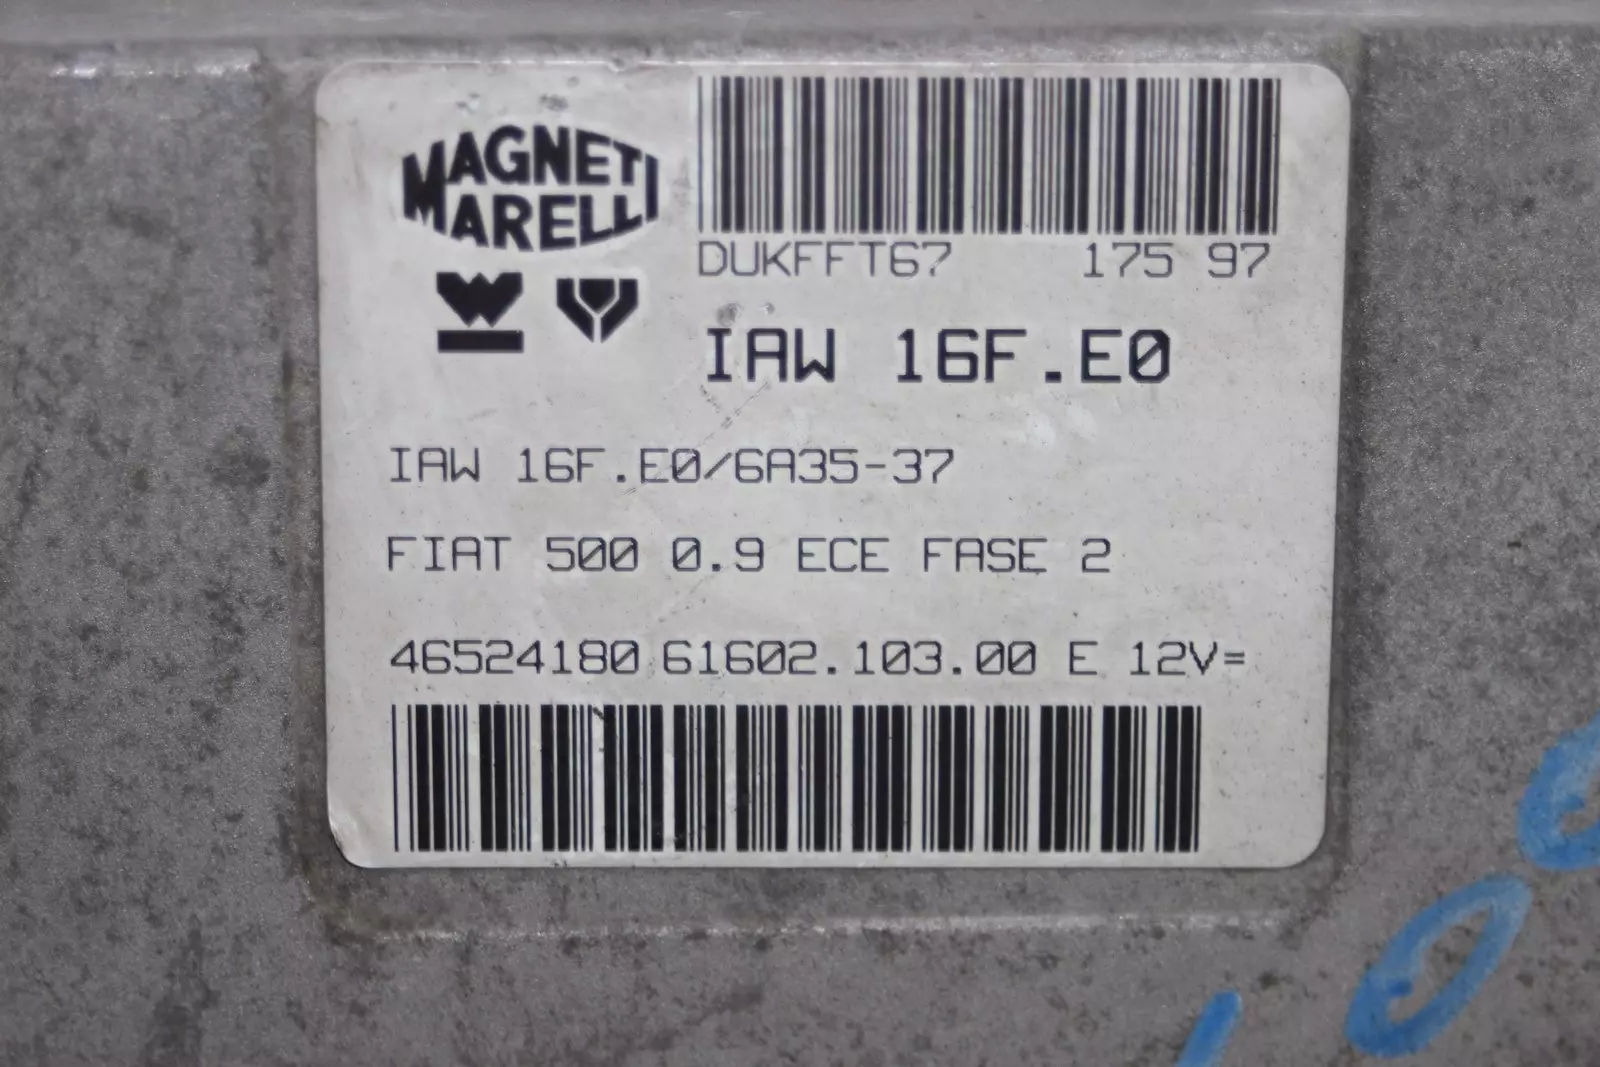 MAGNETI
MARELLI
DUKFFT67 175 97
IAW 16F.E0
IAW 16F.E0/6A35-37
FIAT 500 0.9 ECE FASE 2
46524180 61602.103.00 E 12V=